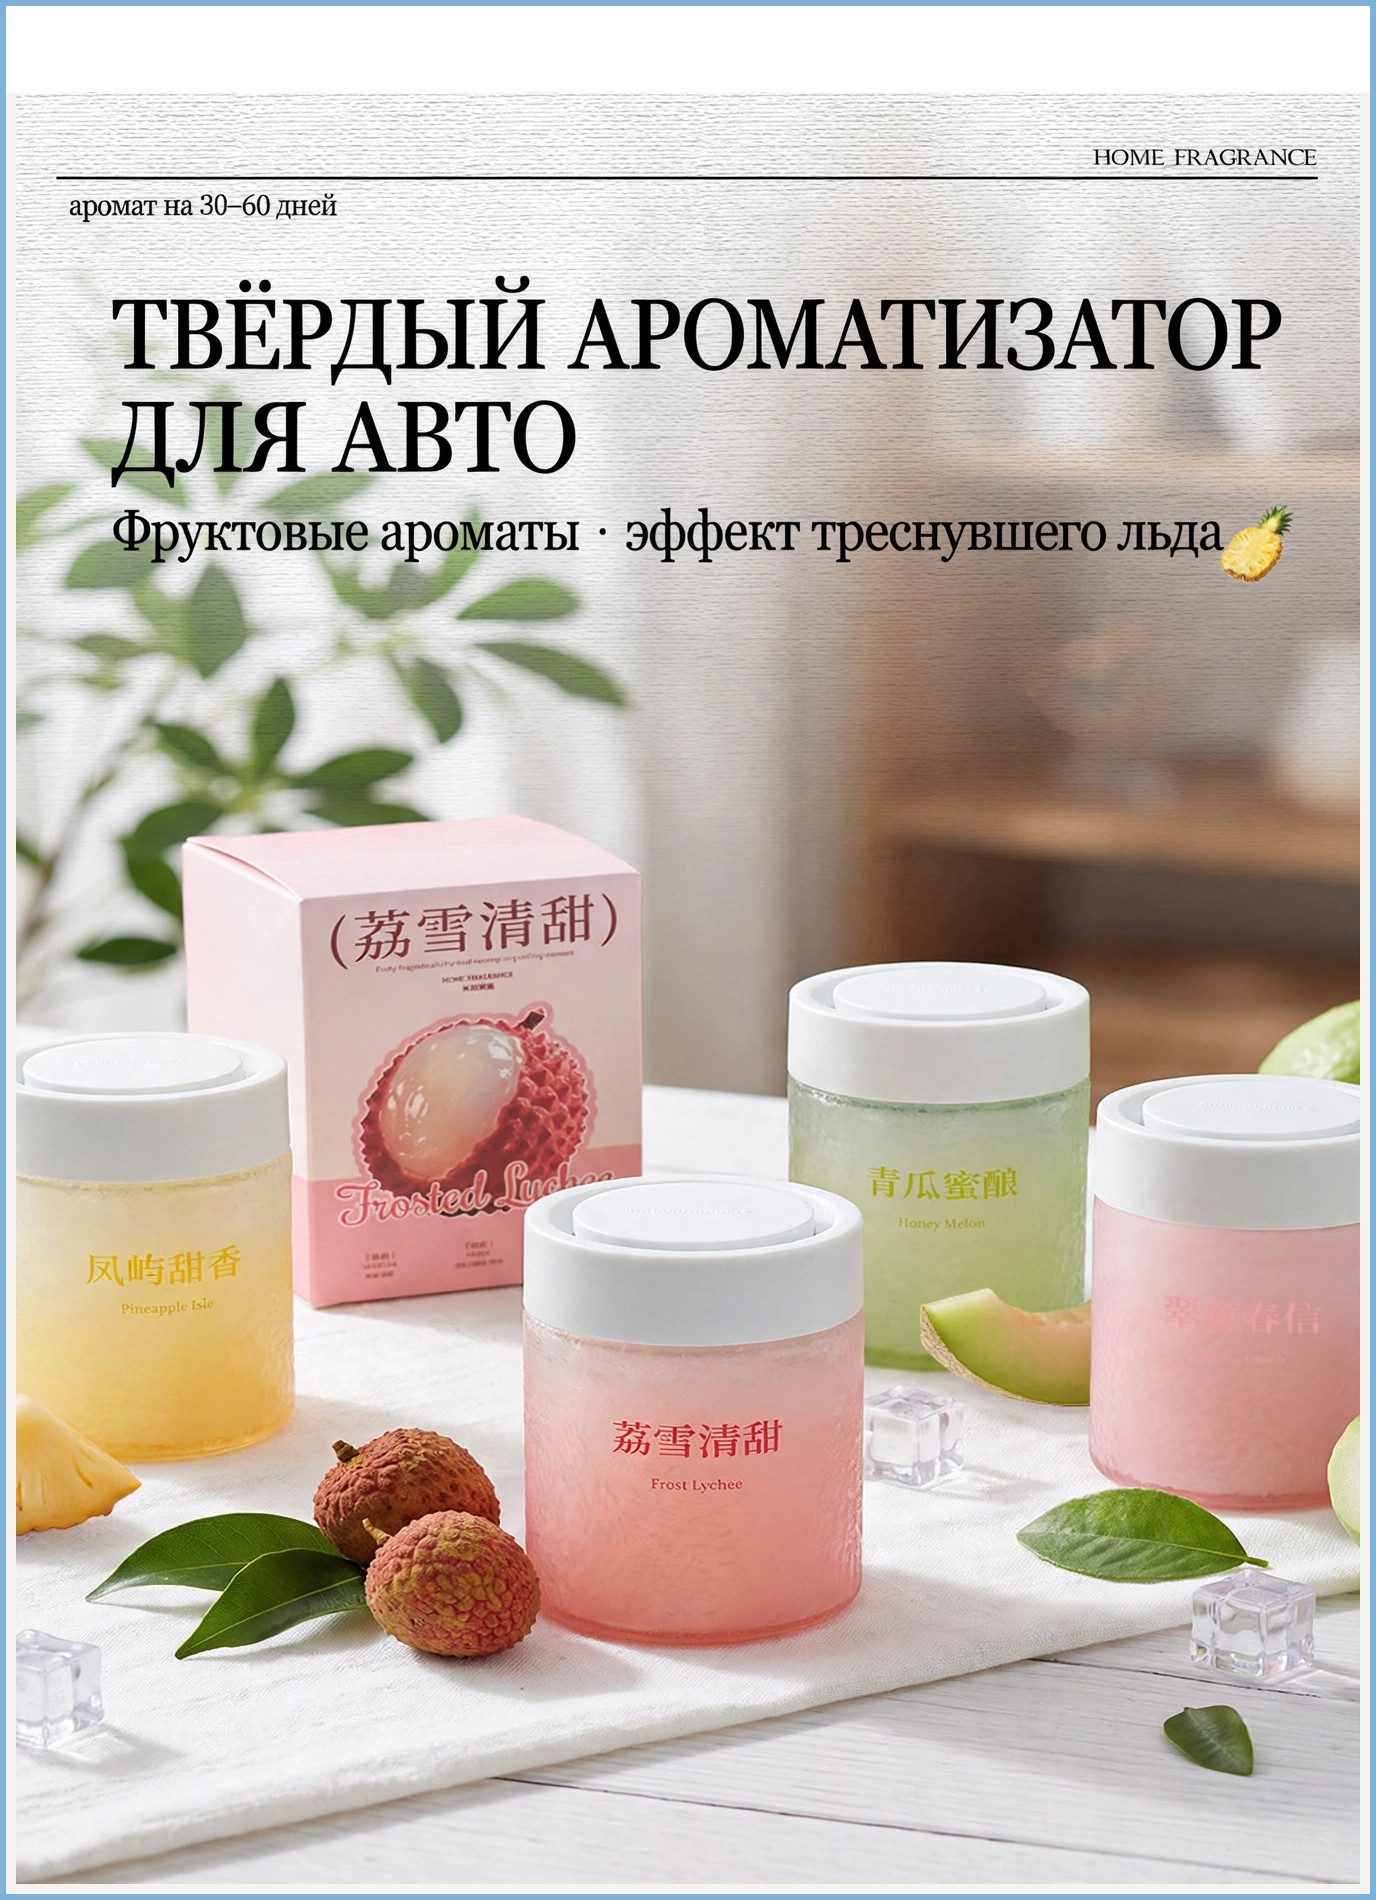 HOME FRAGRANCE
аромат на 30–60 дней
ТВЁРДЫЙ АРОМАТИЗАТОР
ДЛЯ АВТО
Фруктовые ароматы · эффект треснувшего льда
(荔雪清甜)
HOME FRAGRANCE
Frosted Lychee
凤屿甜香
Pineapple Isle
青瓜蜜酿
Honey Melon
春信
荔雪清甜
Frost Lychee